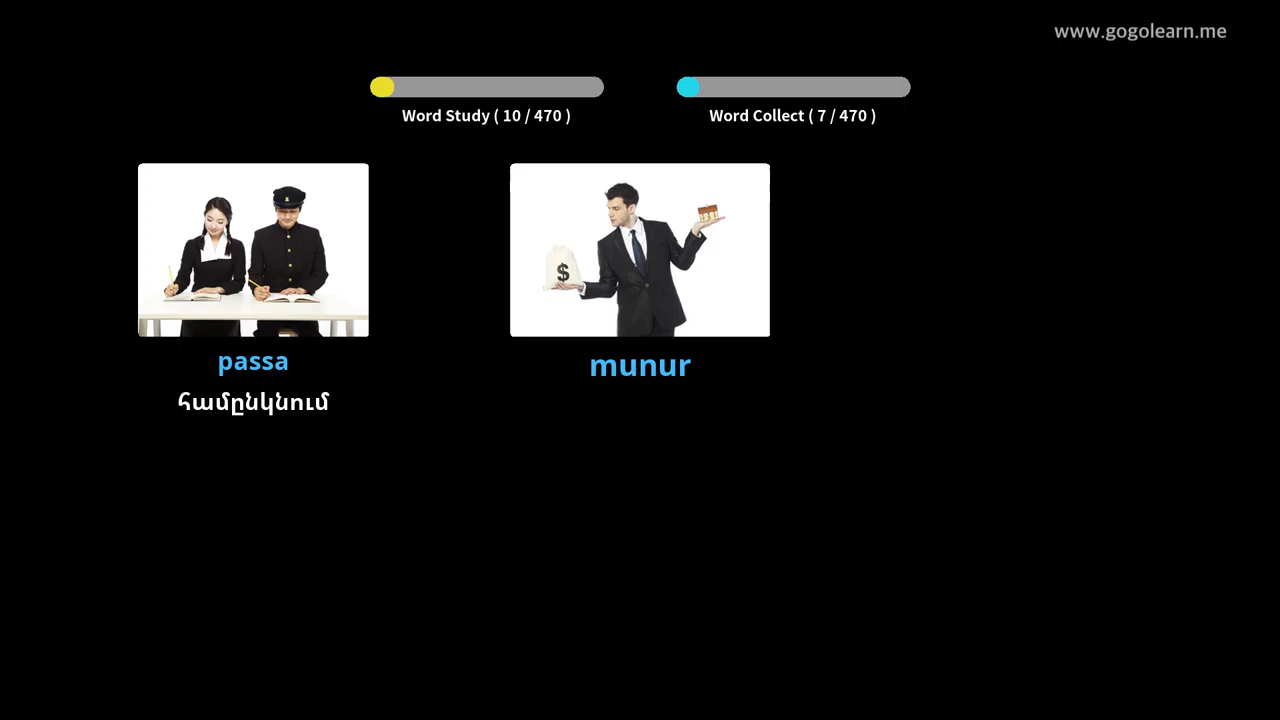 www.gogolearn.me
Word Study ( 10 / 470 )
Word Collect ( 7 / 470 )
passa
համընկնում
munur
$